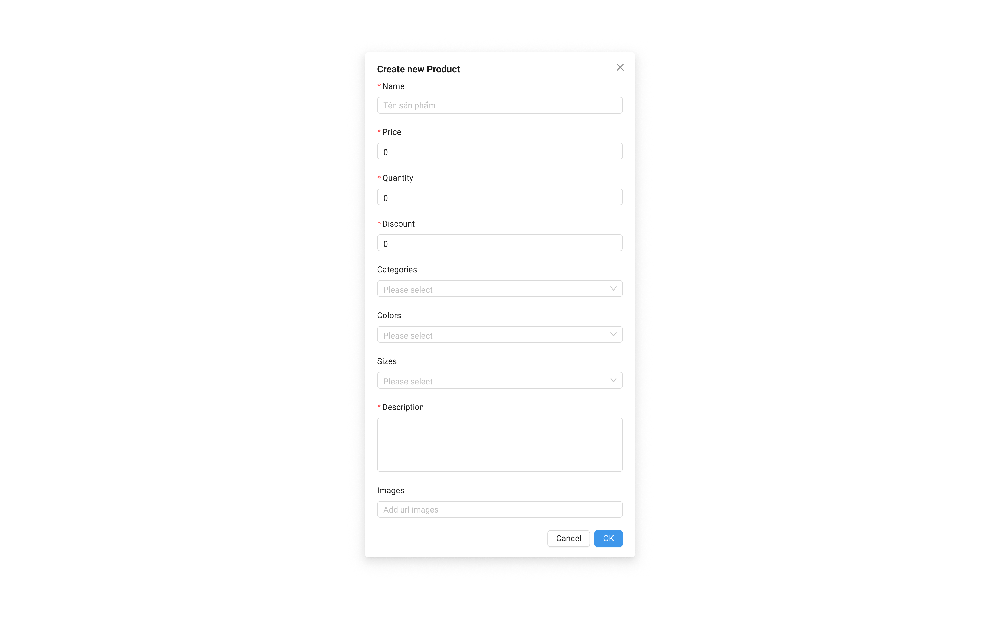 Create new Product
* Name
Tên sản phẩm
* Price
0
* Quantity
0
* Discount
0
Categories
Please select
Colors
Please select
Sizes
Please select
* Description
Images
Add url images
Cancel OK